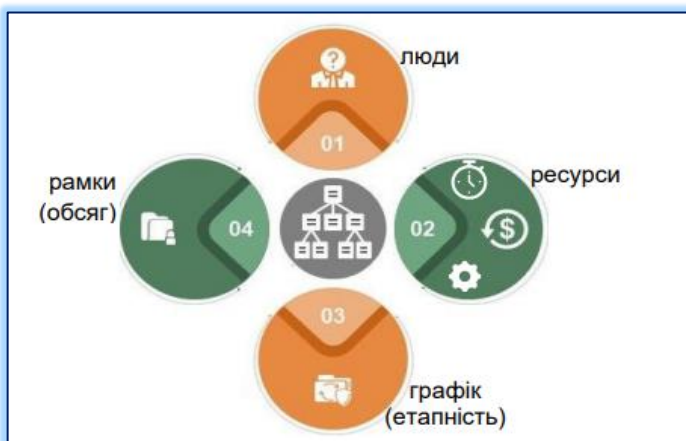 люди
01
ресурси
02
$
рамки
(обсяг)
04
03
графік
(етапність)